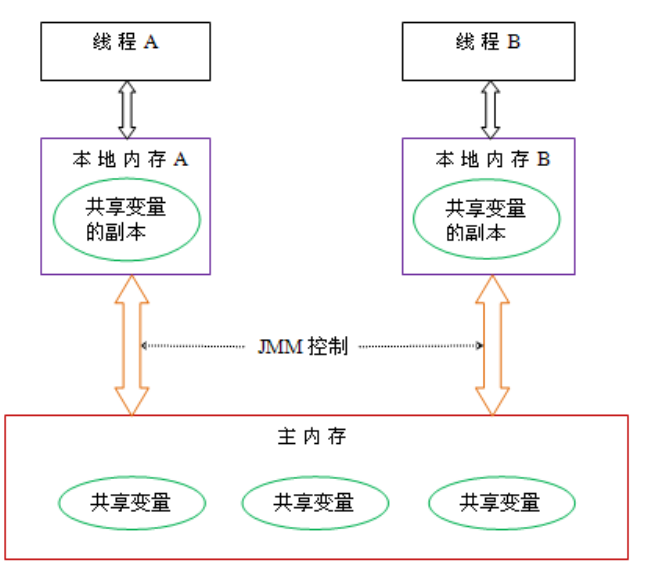 线程 A
线程 B
本地内存 A
本地内存 B
共享变量
的副本
共享变量
的副本
JMM 控制
主内存
共享变量
共享变量
共享变量